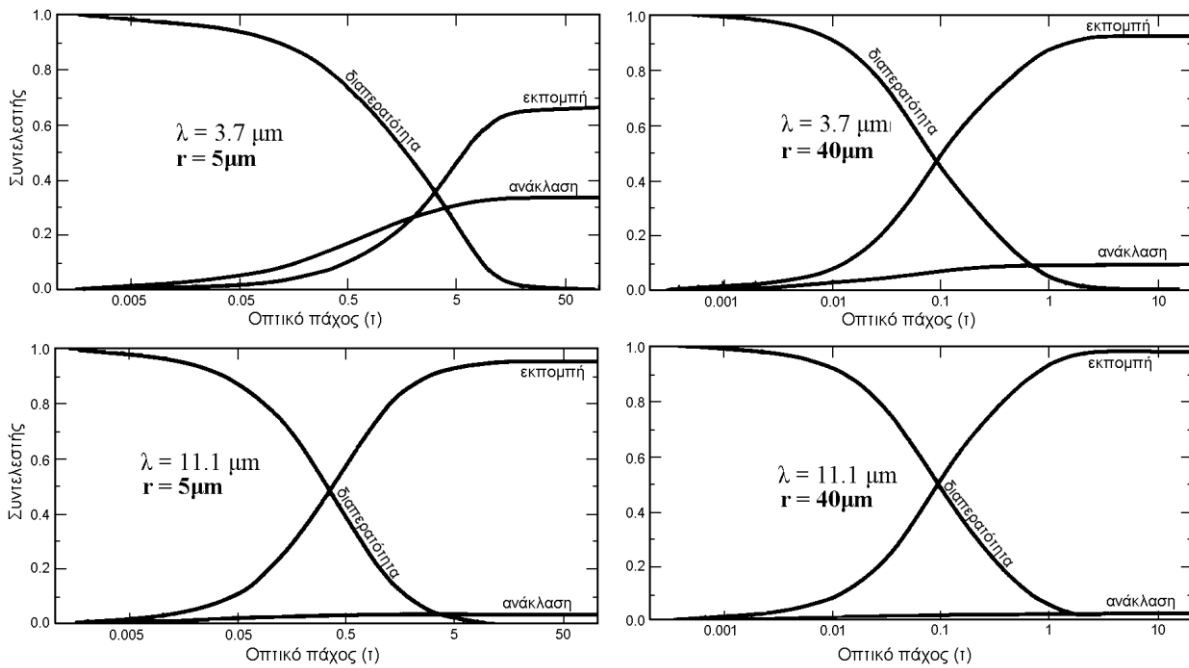 1.0
0.8
0.6
0.4
0.2
0.0
Συντελεστής
διαπερατότητα
εκπομπή
ανάκλαση
λ = 3.7 μm
r = 5μm
0.005 0.05 0.5 5 50
Οπτικό πάχος (τ)
1.0
0.8
0.6
0.4
0.2
0.0
εκπομπή
διαπερατότητα
λ = 3.7 μm
r = 40μm
ανάκλαση
0.001 0.01 0.1 1 10
Οπτικό πάχος (τ)
1.0
0.8
0.6
0.4
0.2
0.0
Συντελεστής
εκπομπή
λ = 11.1 μm
r = 5μm
διαπερατότητα
ανάκλαση
0.005 0.05 0.5 5 50
Οπτικό πάχος (τ)
1.0
0.8
0.6
0.4
0.2
0.0
εκπομπή
λ = 11.1 μm
r = 40μm
διαπερατότητα
ανάκλαση
0.001 0.01 0.1 1 10
Οπτικό πάχος (τ)